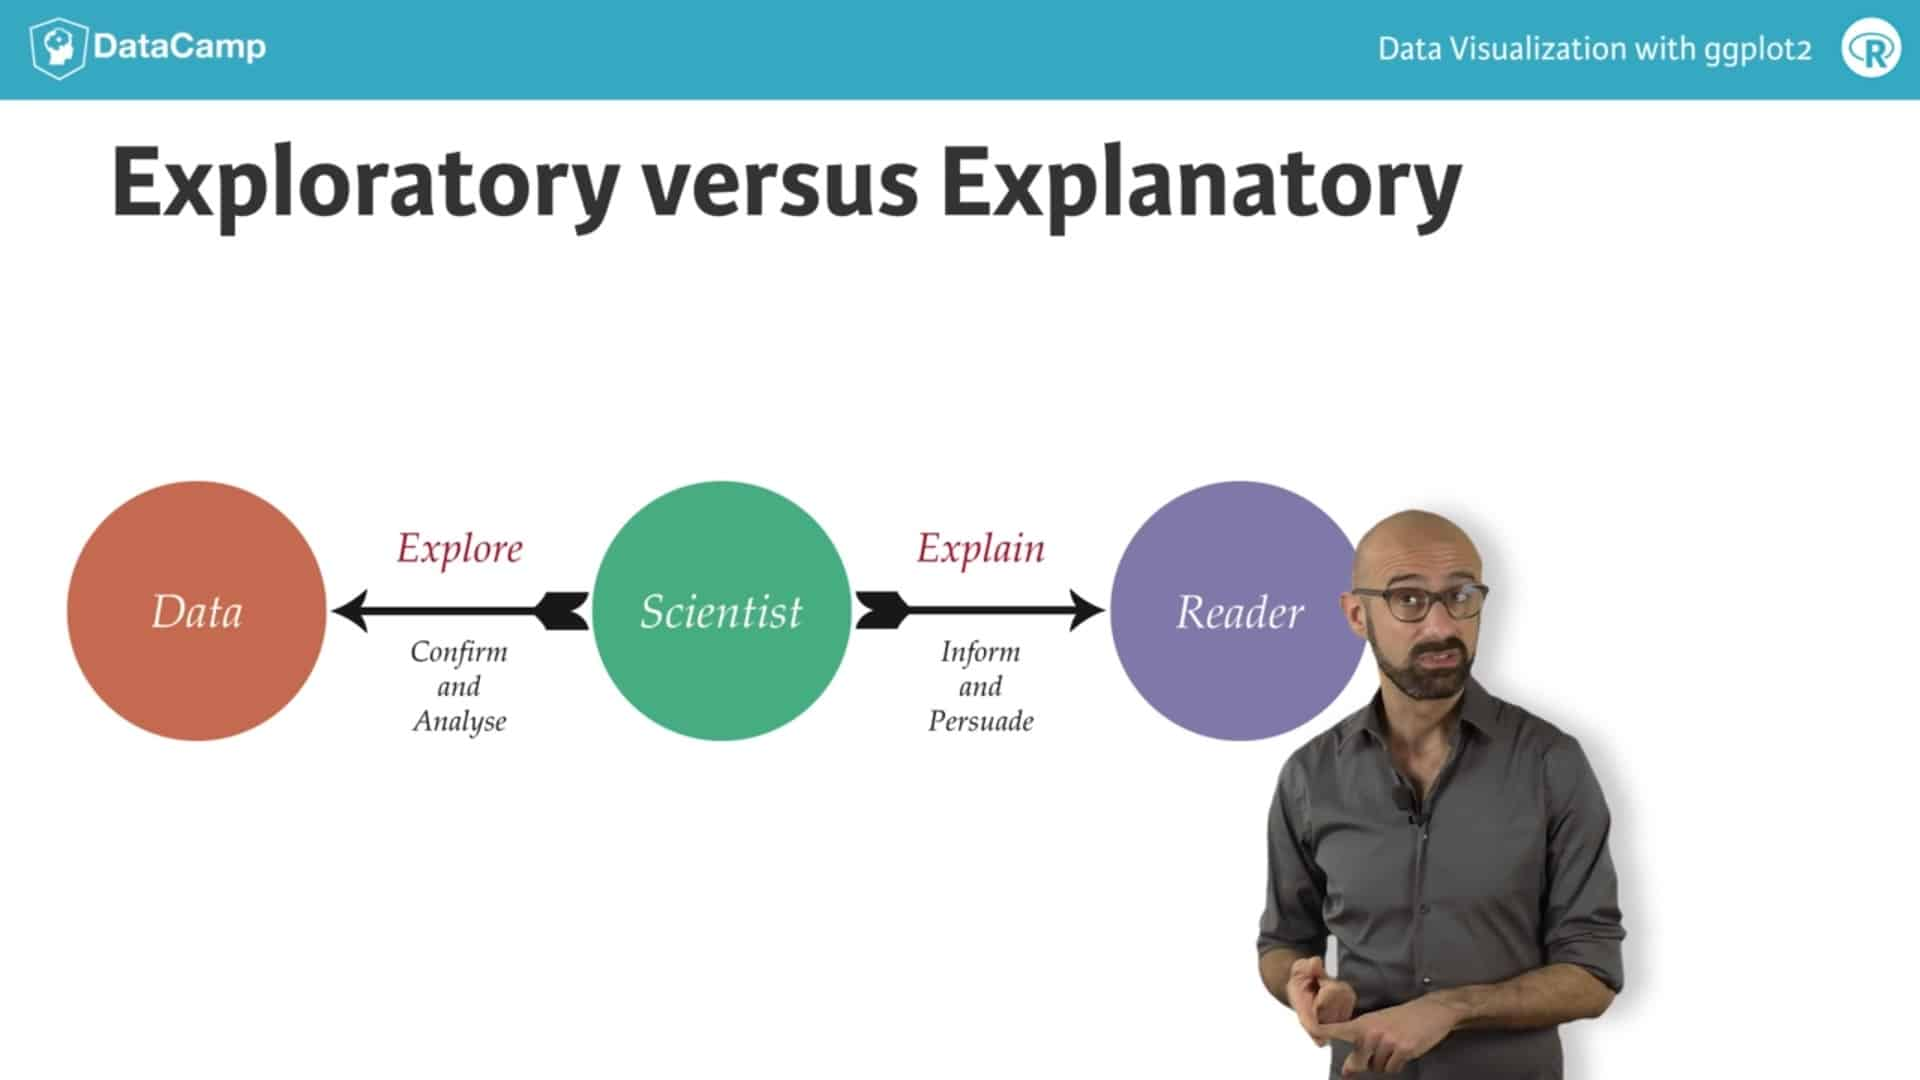 DataCamp
Data Visualization with ggplot2
R
Exploratory versus Explanatory
Data
Explore
Confirm
and
Analyse
Scientist
Explain
Inform
and
Persuade
Reader